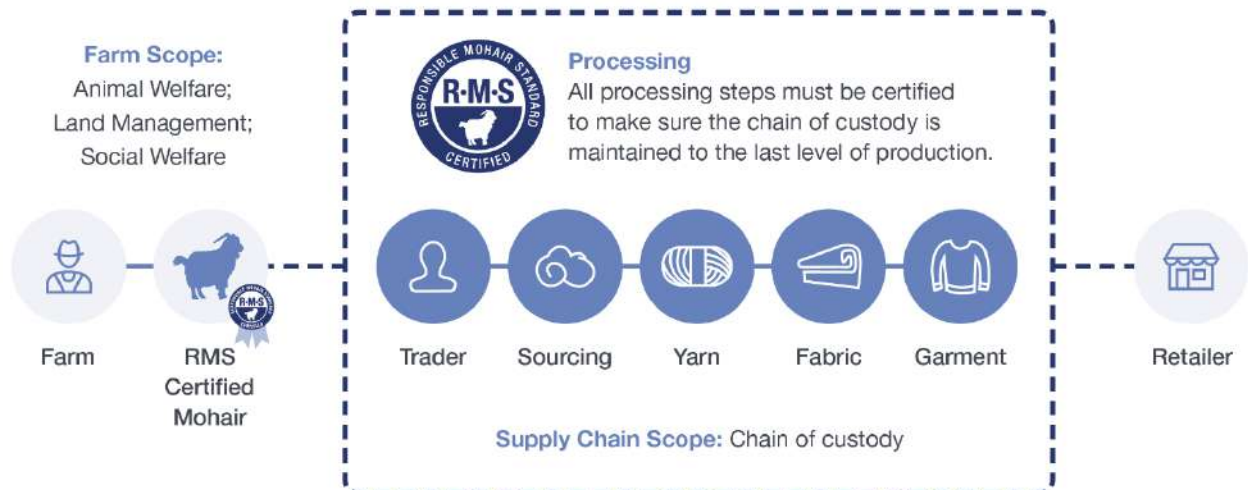 Farm Scope:
Animal Welfare;
Land Management;
Social Welfare
RESPONSIBLE MOHAIR STANDARD
R·M·S
CERTIFIED
Processing
All processing steps must be certified
to make sure the chain of custody is
maintained to the last level of production.
R·M·S
Farm
RMS
Certified
Mohair
Trader
Sourcing
Yarn
Fabric
Garment
Retailer
Supply Chain Scope: Chain of custody